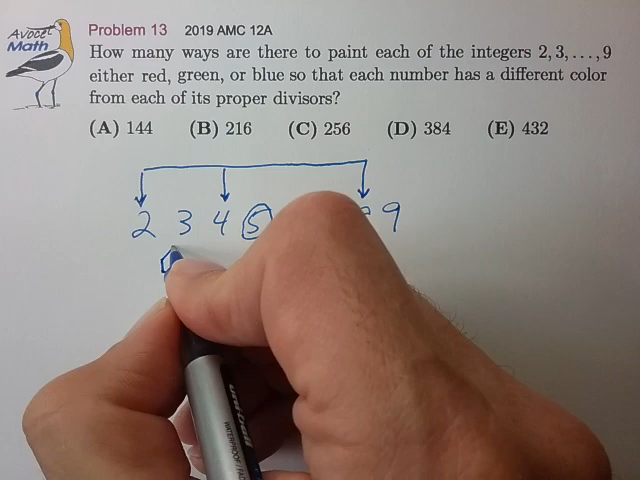 Avocet
Math
Problem 13 2019 AMC 12A
How many ways are there to paint each of the integers 2, 3, . . . , 9
either red, green, or blue so that each number has a different color
from each of its proper divisors?
(A) 144 (B) 216 (C) 256 (D) 384 (E) 432
2 3 4 5 9
uni-ball